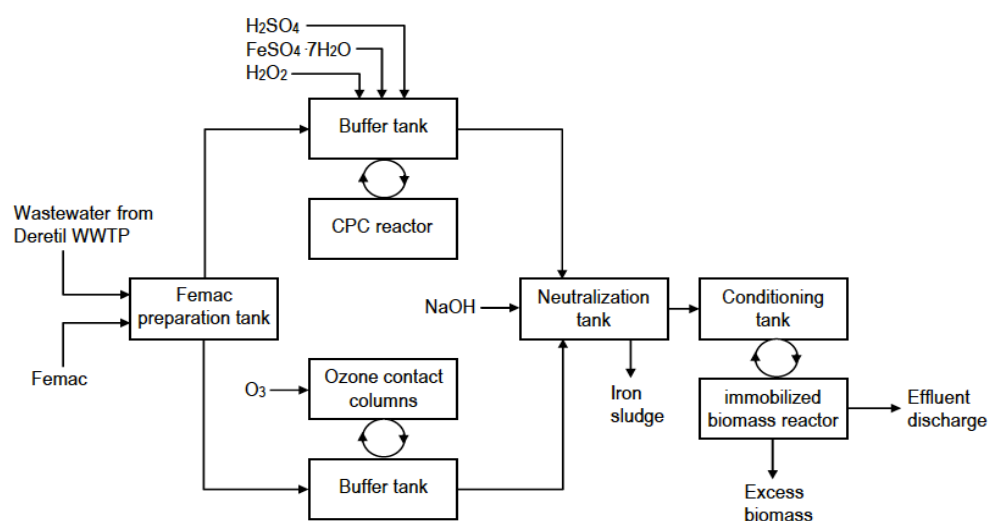 H2SO4
FeSO4·7H2O
H2O2
Buffer tank
CPC reactor
Wastewater from
Deretil WWTP
Femac
preparation tank
Femac
NaOH
Neutralization
tank
Conditioning
tank
O3
Ozone contact
columns
Iron
sludge
immobilized
biomass reactor
Effluent
discharge
Buffer tank
Excess
biomass